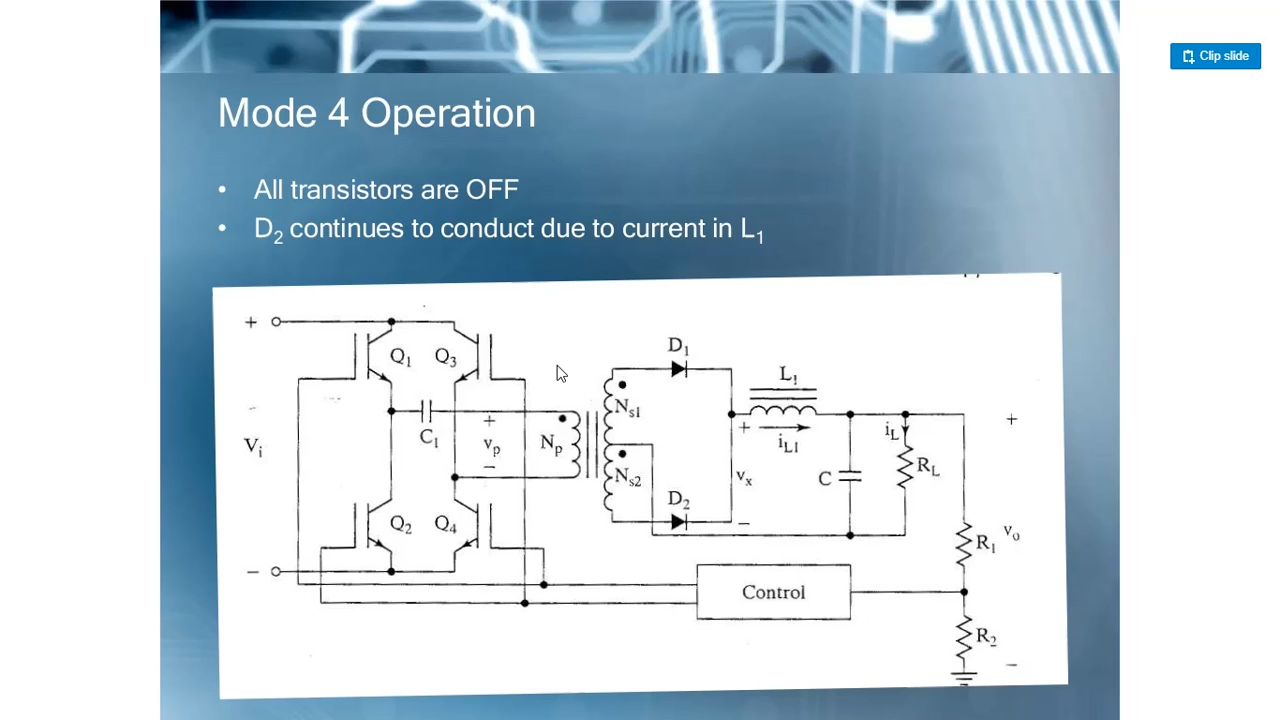 Clip slide
Mode 4 Operation
• All transistors are OFF
• D2 continues to conduct due to current in L1
+
Q1 Q3
D1
L1
Ns1
+
C1
+
vp
−
Np
Vi
+
iL1
iL
RL
+
Ns2
vx
C
D2
−
Q2 Q4
R1
vo
−
Control
R2
−